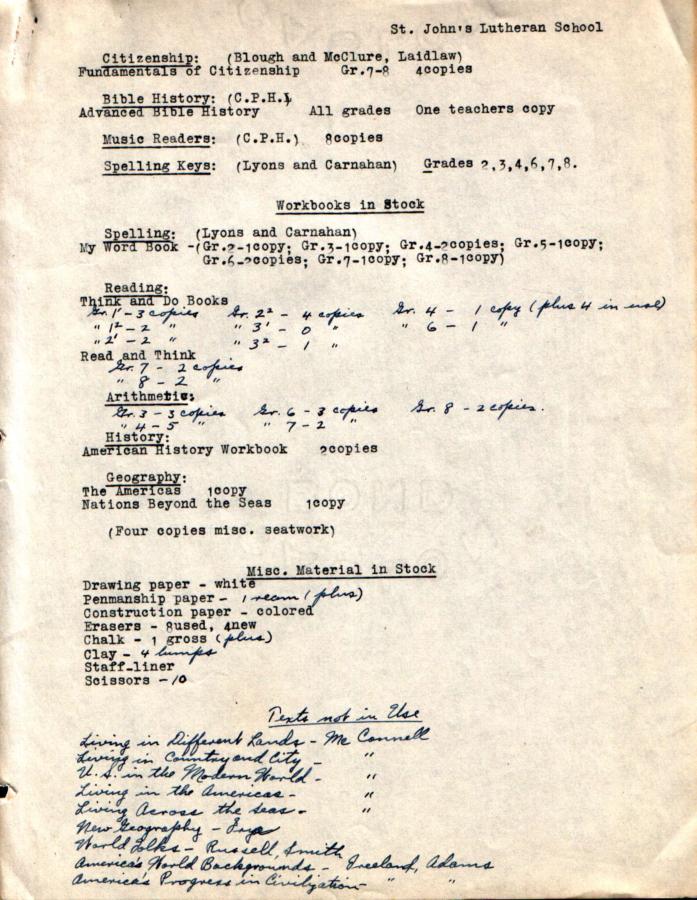 St. John's Lutheran School
Citizenship: (Blough and McClure, Laidlaw)
Fundamentals of Citizenship Gr.7-8 4copies
Bible History: (C.P.H.)
Advanced Bible History All grades One teachers copy
Music Readers: (C.P.H.) 8copies
Spelling Keys: (Lyons and Carnahan) Grades 2,3,4,6,7,8.
Workbooks in Stock
Spelling: (Lyons and Carnahan)
My Word Book -(Gr.2-1copy; Gr.3-1copy; Gr.4-2copies; Gr.5-1copy;
Gr.6-2copies; Gr.7-1copy; Gr.8-1copy)
Reading:
Think and Do Books
Gr. 1' - 3 copies Gr. 2² - 4 copies Gr. 4 - 1 copy (plus 4 in use)
" 1² - 2 " " 3' - 0 " " 6 - 1 "
" 2' - 2 " " 3² - 1 "
Read and Think
Gr. 7 - 2 copies
" 8 - 2 "
Arithmetic:
Gr. 3 - 3 copies Gr. 6 - 3 copies Gr. 8 - 2 copies.
" 4 - 5 " " 7 - 2 "
History:
American History Workbook 2copies
Geography:
The Americas 1copy
Nations Beyond the Seas 1copy
(Four copies misc. seatwork)
Misc. Material in Stock
Drawing paper - white
Penmanship paper - 1 ream (plus)
Construction paper - colored
Erasers - 8used, 4new
Chalk - 1 gross (plus)
Clay - 4 lumps
Staff-liner
Scissors - 10
Texts not in Use
Living in Different Lands - Mc Connell
Living in Country and City - "
U.S. in the Modern World - "
Living in the Americas - "
Living Across the seas - "
New Geography - Frye
World Folks - Russell, Smith
America's World Backgrounds - Freeland, Adams
America's Progress in Civilization - " "